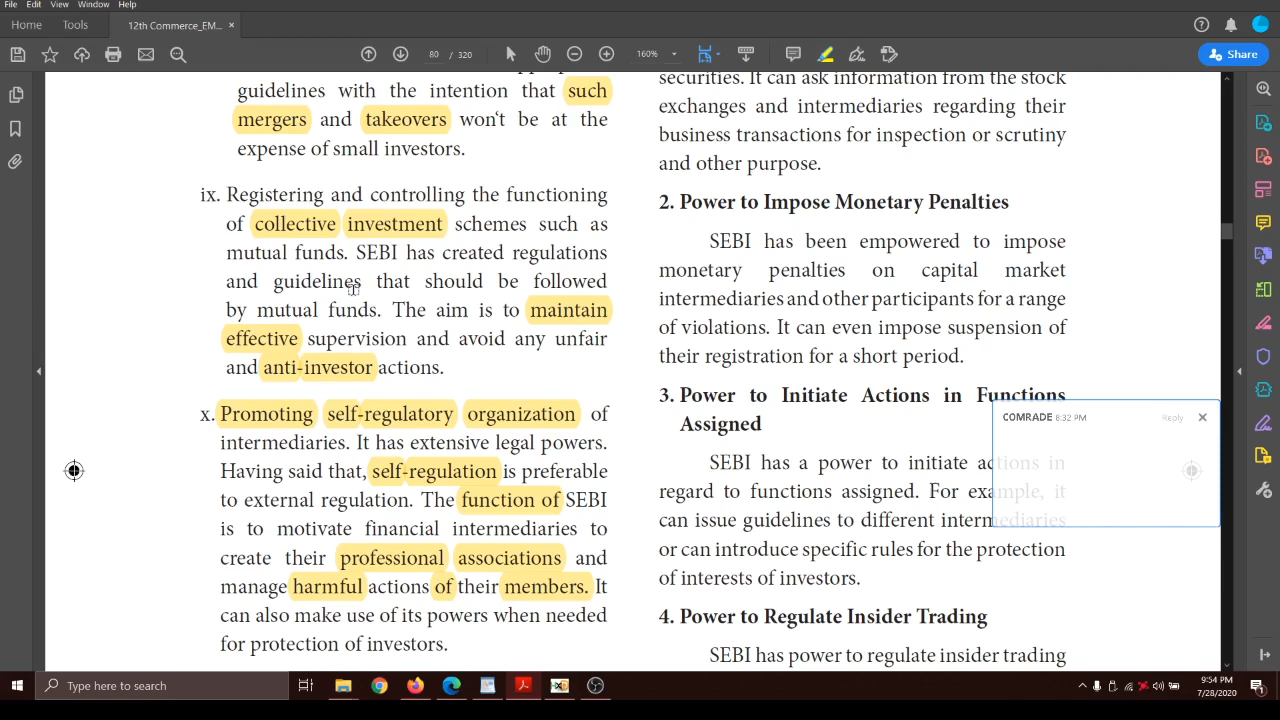 File Edit View Window Help
Home Tools 12th Commerce_EM... ×
80 / 320 160% Share
guidelines with the intention that such
mergers and takeovers won't be at the
expense of small investors.
ix. Registering and controlling the functioning
of collective investment schemes such as
mutual funds. SEBI has created regulations
and guidelines that should be followed
by mutual funds. The aim is to maintain
effective supervision and avoid any unfair
and anti-investor actions.
x. Promoting self-regulatory organization of
intermediaries. It has extensive legal powers.
Having said that, self-regulation is preferable
to external regulation. The function of SEBI
is to motivate financial intermediaries to
create their professional associations and
manage harmful actions of their members. It
can also make use of its powers when needed
for protection of investors.
securities. It can ask information from the stock
exchanges and intermediaries regarding their
business transactions for inspection or scrutiny
and other purpose.
2. Power to Impose Monetary Penalties
SEBI has been empowered to impose
monetary penalties on capital market
intermediaries and other participants for a range
of violations. It can even impose suspension of
their registration for a short period.
3. Power to Initiate Actions in Functions
Assigned
SEBI has a power to initiate actions in
regard to functions assigned. For example, it
can issue guidelines to different intermediaries
or can introduce specific rules for the protection
of interests of investors.
4. Power to Regulate Insider Trading
SEBI has power to regulate insider trading
COMRADE 8:32 PM Reply
Type here to search
9:54 PM
7/28/2020